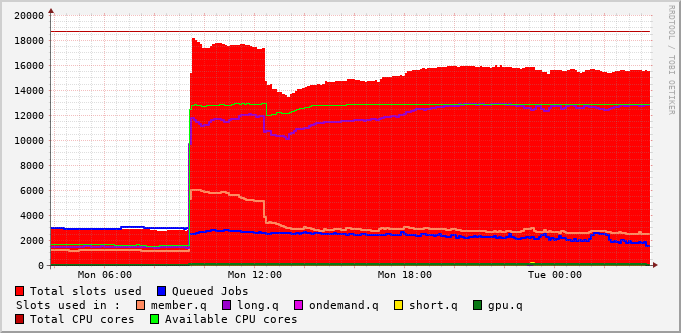 20000
18000
16000
14000
12000
10000
8000
6000
4000
2000
0
Mon 06:00 Mon 12:00 Mon 18:00 Tue 00:00
RRDTOOL / TOBI OETIKER
Total slots used Queued Jobs
Slots used in : member.q long.q ondemand.q short.q gpu.q
Total CPU cores Available CPU cores